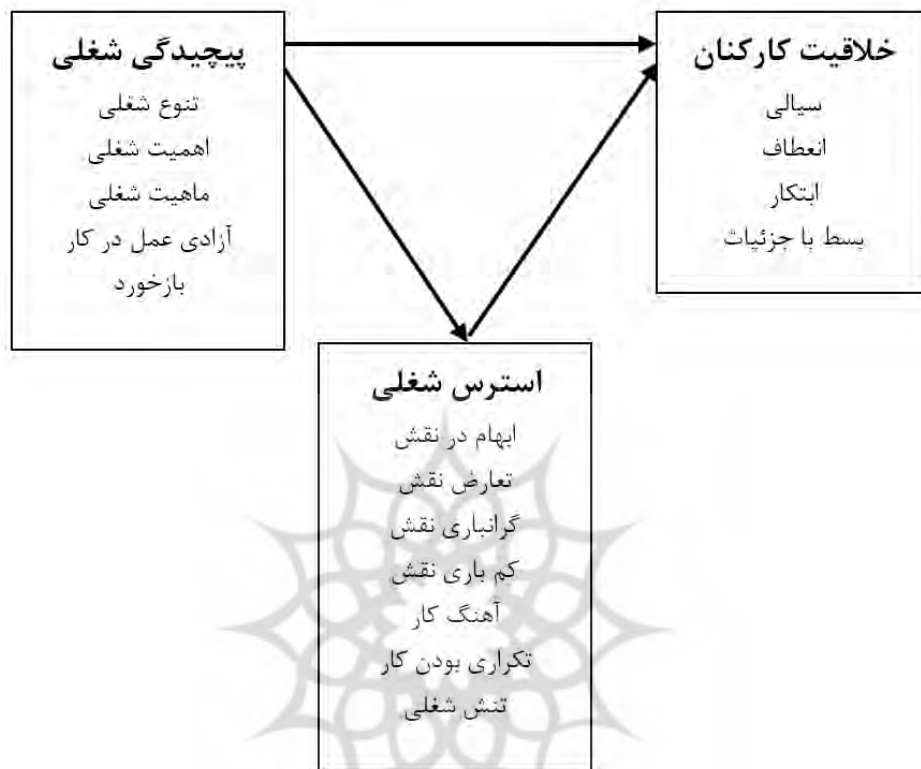 خلاقیت کارکنان
سیالی
انعطاف
ابتکار
بسط با جزئیات
پیچیدگی شغلی
تنوع شغلی
اهمیت شغلی
ماهیت شغلی
آزادی عمل در کار
بازخورد
استرس شغلی
ابهام در نقش
تعارض نقش
گرانباری نقش
کم باری نقش
آهنگ کار
تکراری بودن کار
تنش شغلی